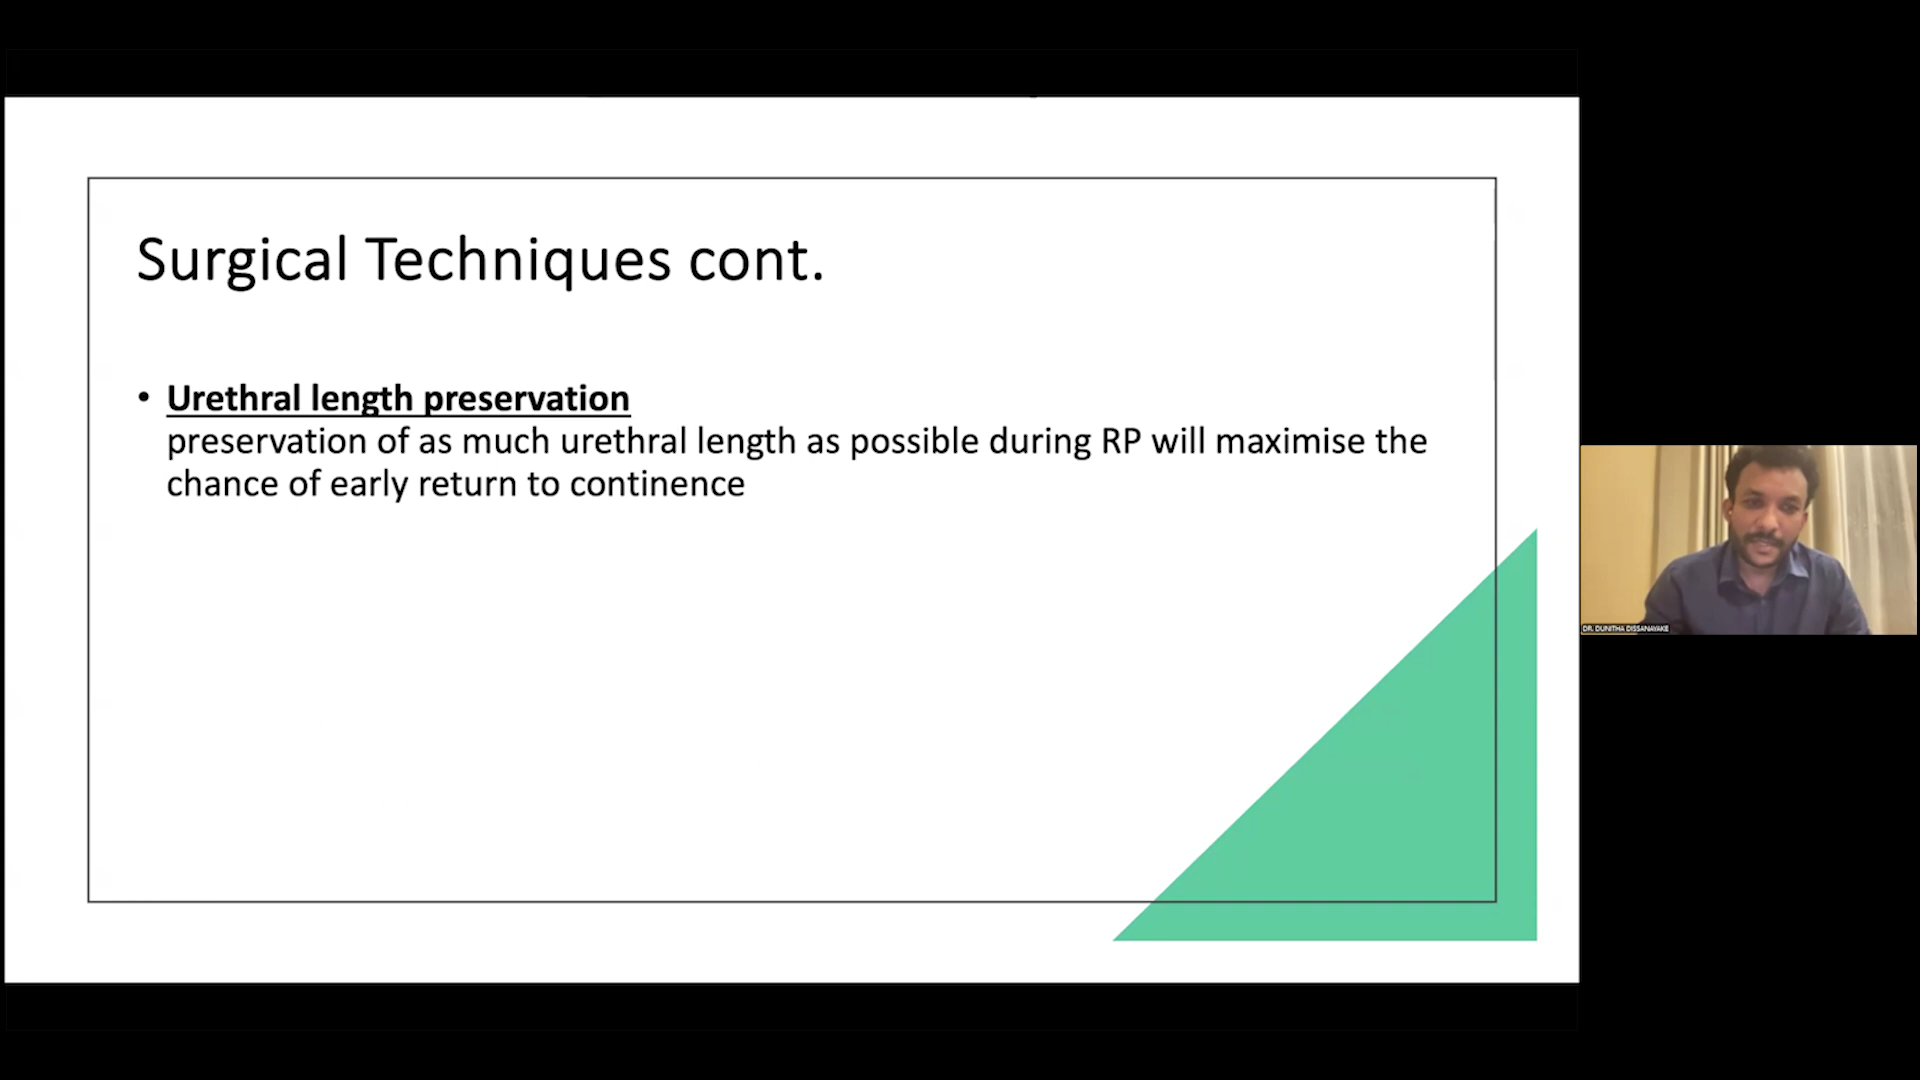 Surgical Techniques cont.
• Urethral length preservation
preservation of as much urethral length as possible during RP will maximise the
chance of early return to continence
DR. DUNITHA DISSANAYAKE